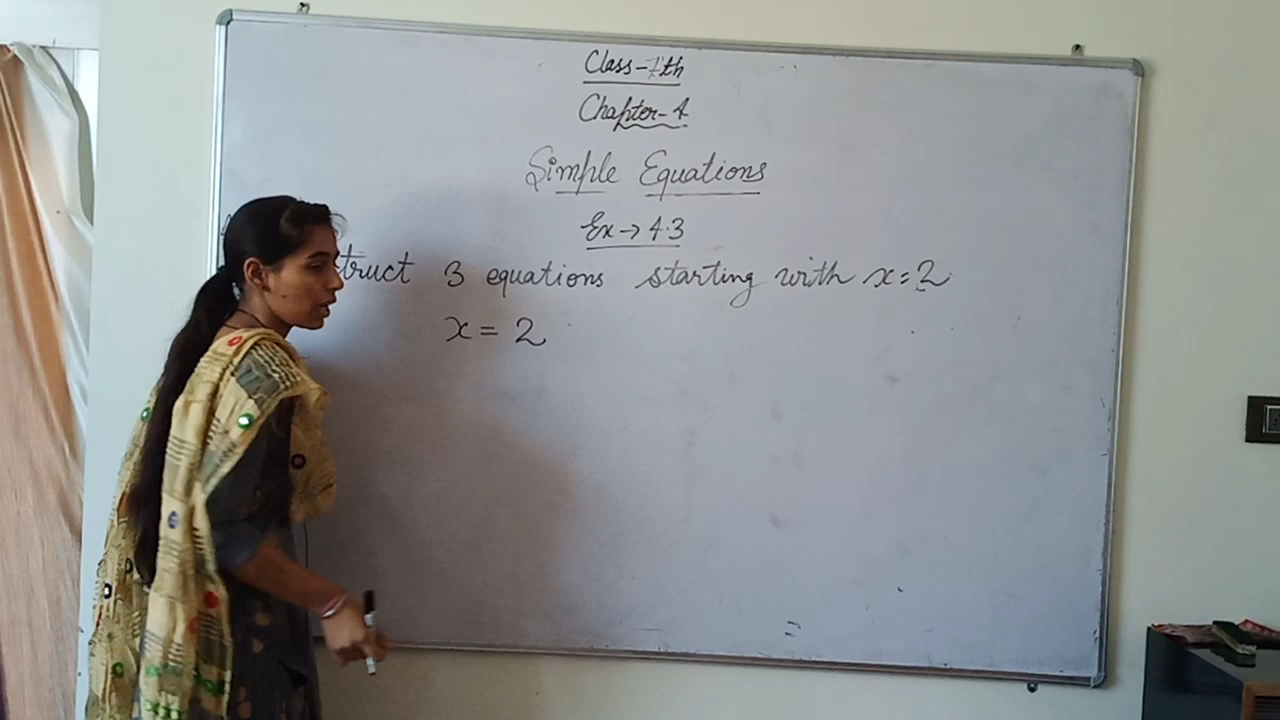 Class-7th
Chapter-4
Simple Equations
Ex→4.3
truct 3 equations starting with x=2
x = 2